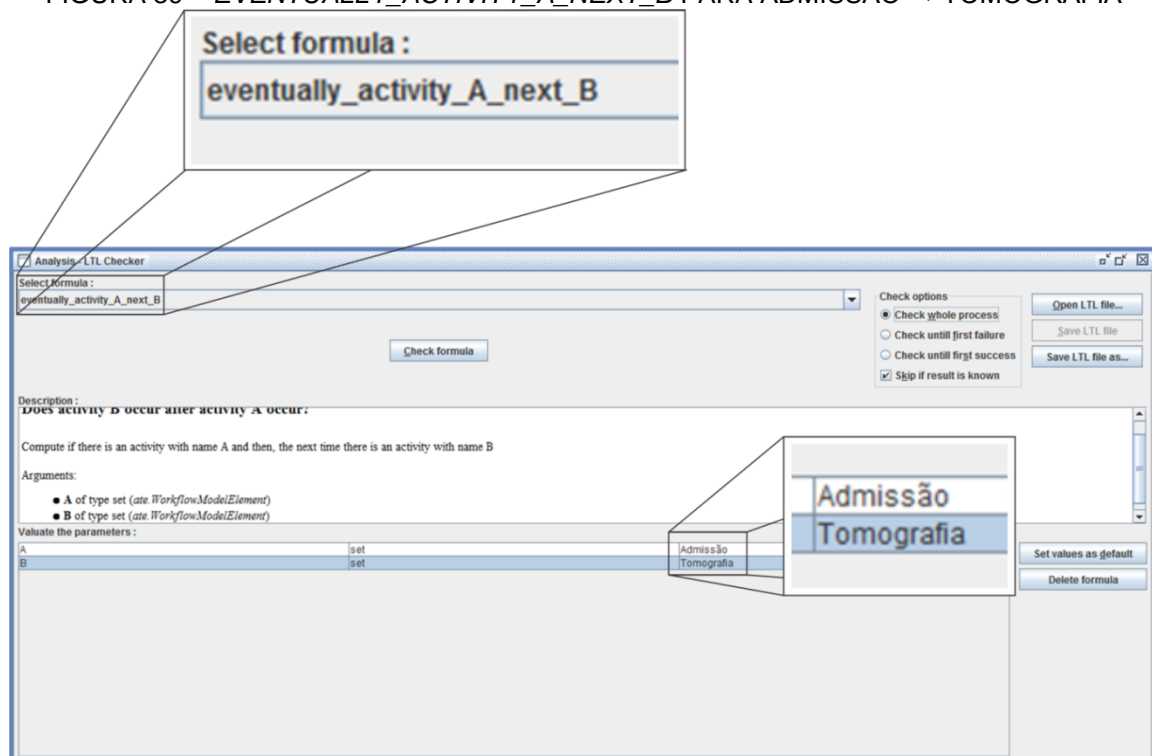 FIGURA
EVENTUALLY_ACTIVITY_A_NEXT_B PARA ADMISSÃO → TOMOGRAFIA
Select formula :
eventually_activity_A_next_B
Analysis - LTL Checker
Select formula :
eventually_activity_A_next_B
Check formula
Check options
Check whole process
Check untill first failure
Check untill first success
Skip if result is known
Open LTL file...
Save LTL file
Save LTL file as...
Description :
Does activity B occur after activity A occur?
Compute if there is an activity with name A and then, the next time there is an activity with name B
Arguments:
● A of type set (ate.WorkflowModelElement)
● B of type set (ate.WorkflowModelElement)
Valuate the parameters :
A set Admissão
B set Tomografia
Admissão
Tomografia
Set values as default
Delete formula